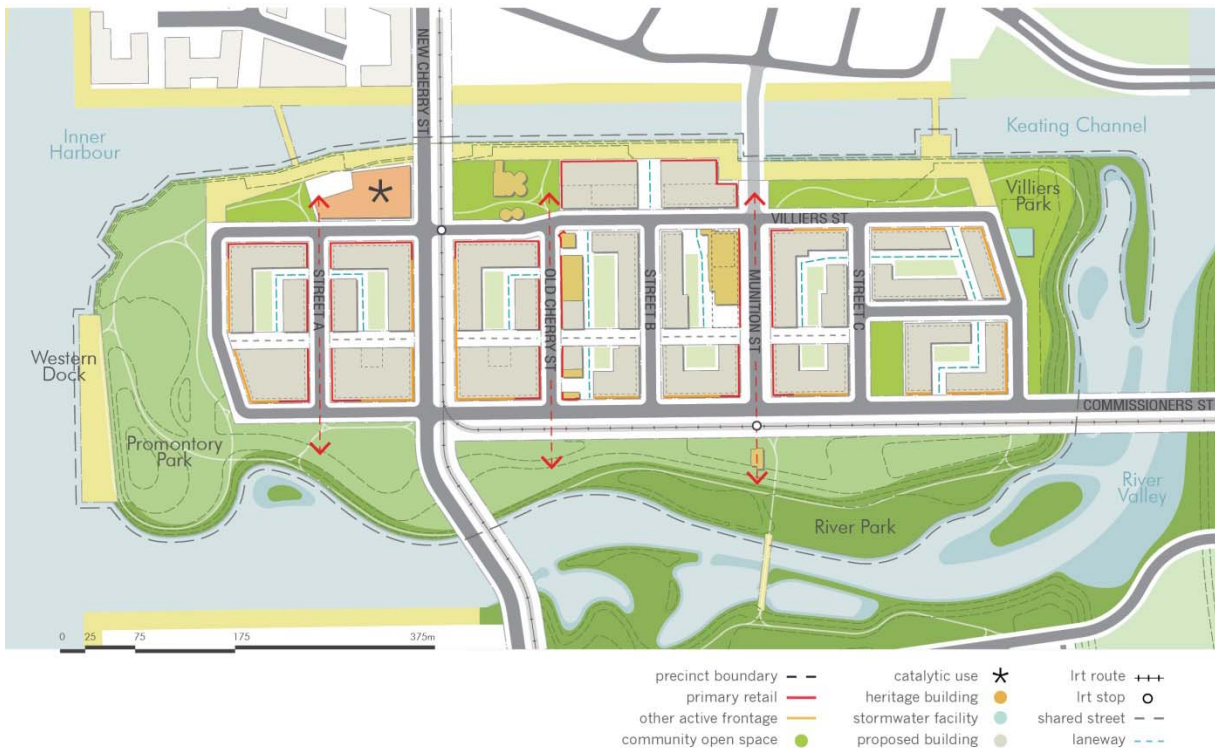 NEW CHERRY ST
Inner
Harbour
Keating Channel
Villiers
Park
VILLIERS ST
STREET A
OLD CHERRY ST
STREET B
MUNITION ST
STREET C
Western
Dock
COMMISSIONERS ST
Promontory
Park
River
Valley
River Park
0 25 75 175 375m
precinct boundary
catalytic use
lrt route
primary retail
heritage building
lrt stop
other active frontage
stormwater facility
shared street
community open space
proposed building
laneway